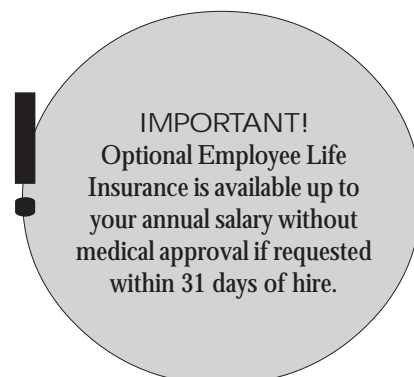 IMPORTANT!
Optional Employee Life
Insurance is available up to
your annual salary without
medical approval if requested
within 31 days of hire.